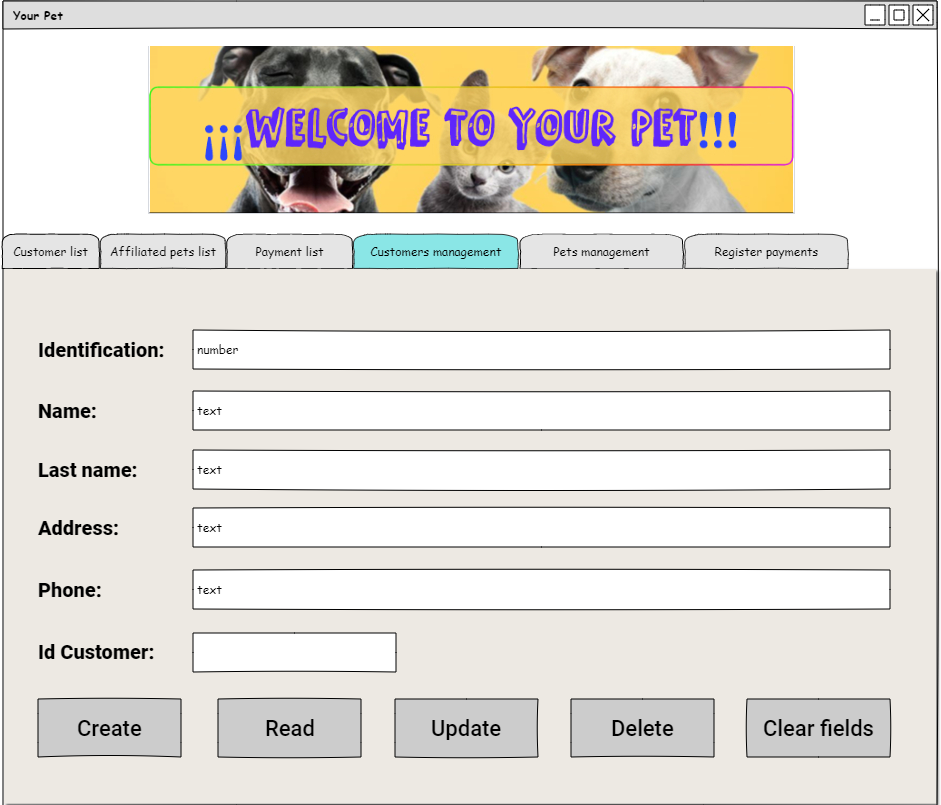 Your Pet
¡¡¡WELCOME TO YOUR PET!!!
Customer list Affiliated pets list Payment list Customers management Pets management Register payments
Identification: number
Name: text
Last name: text
Address: text
Phone: text
Id Customer:
Create Read Update Delete Clear fields